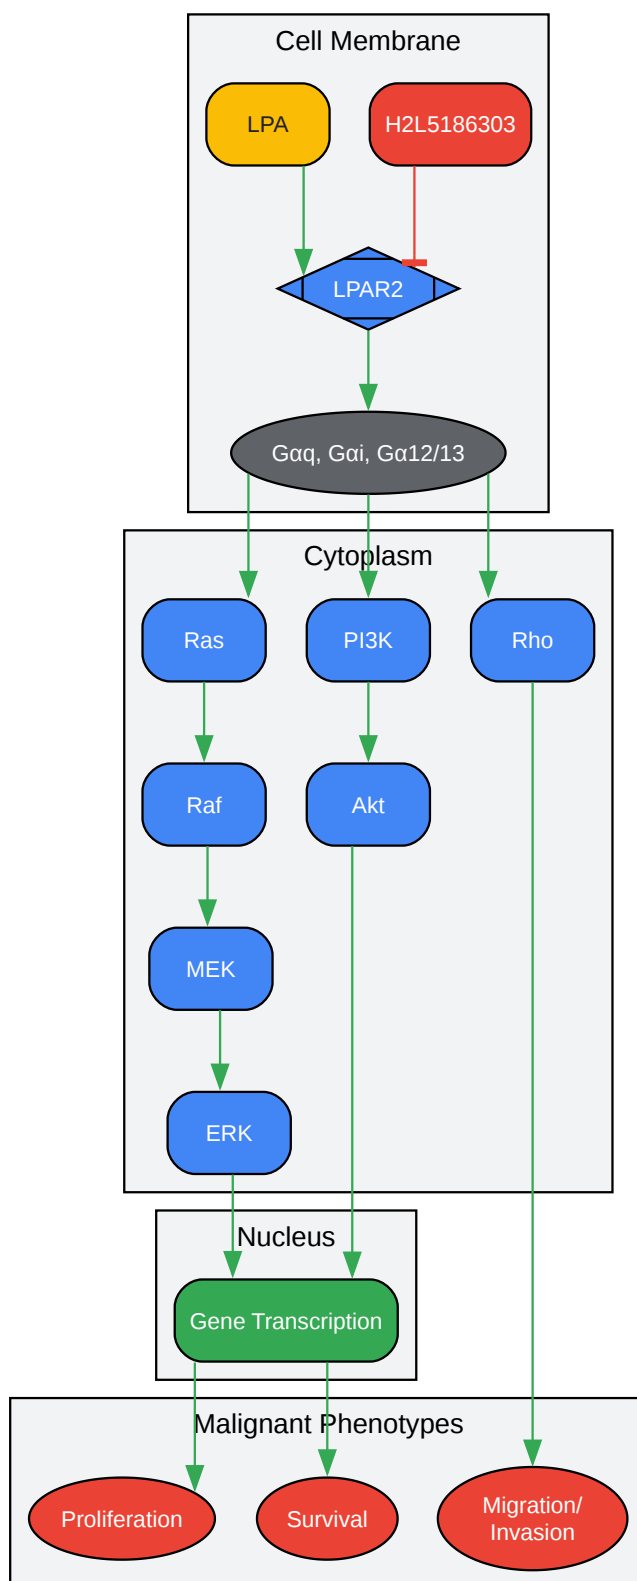 Cell Membrane
LPA
H2L5186303
LPAR2
Gαq, Gαi, Gα12/13
Cytoplasm
Ras
PI3K
Rho
Raf
Akt
MEK
ERK
Nucleus
Gene Transcription
Malignant Phenotypes
Proliferation
Survival
Migration/
Invasion